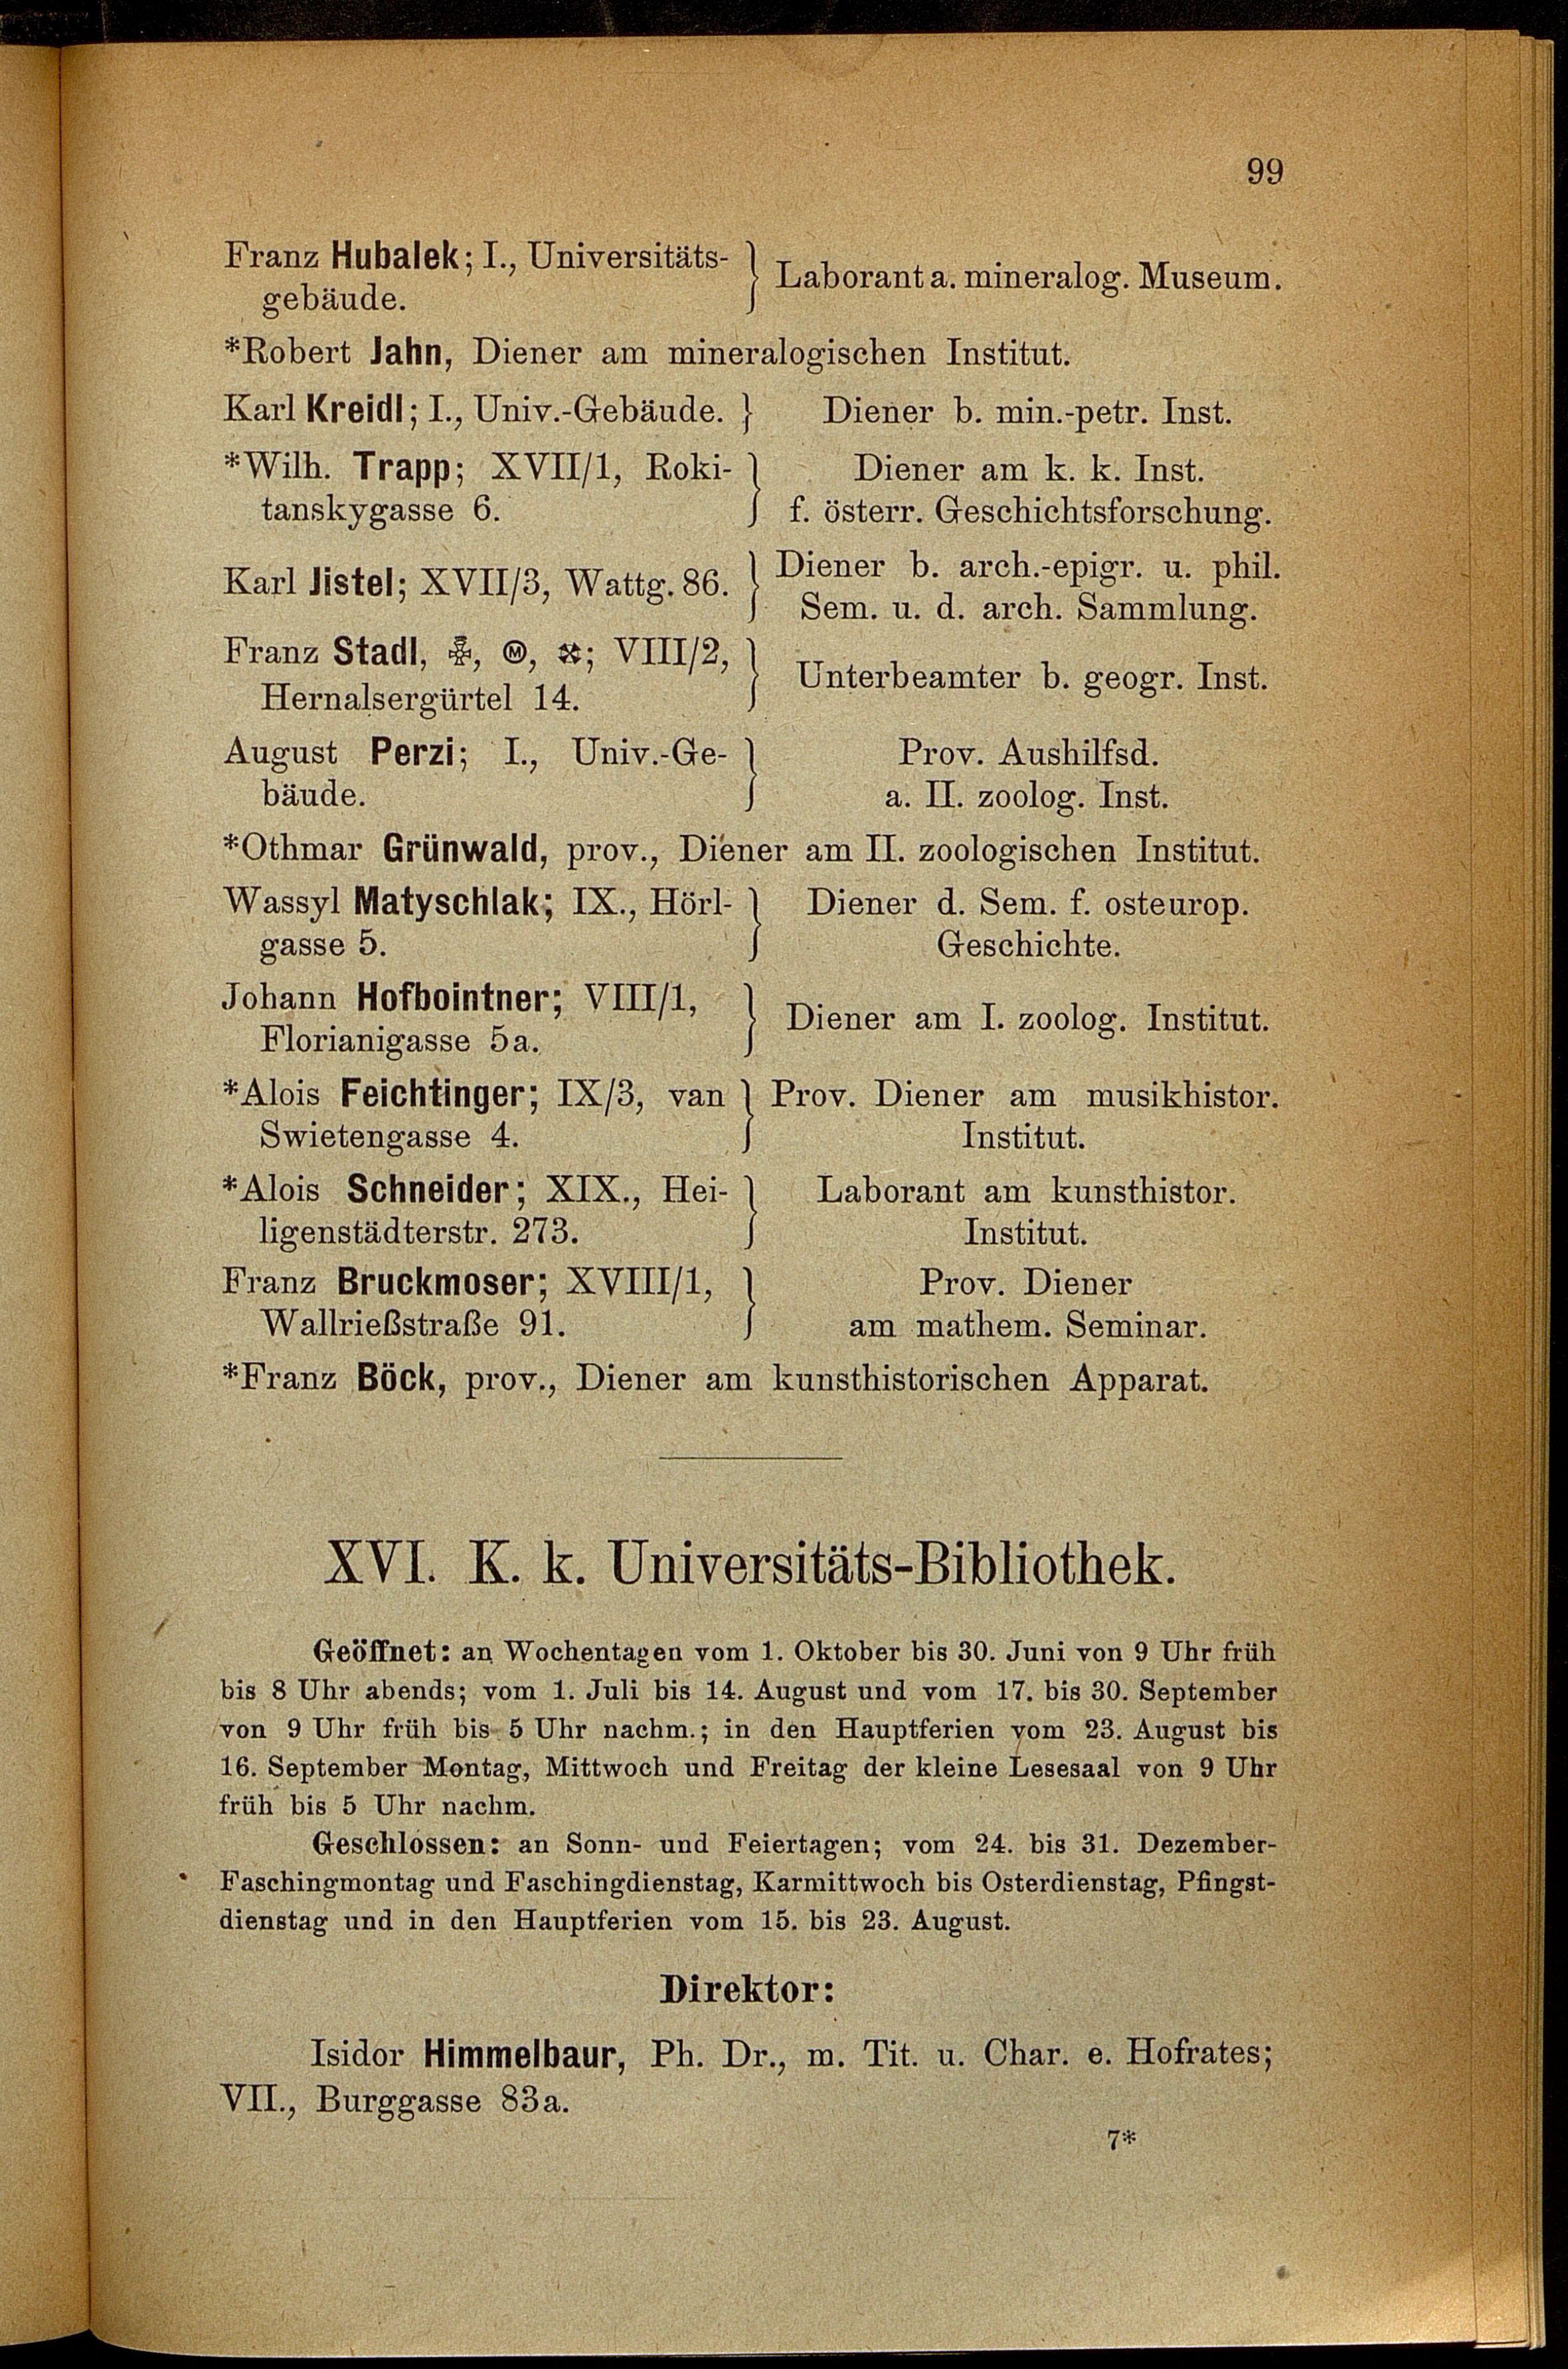 99
Franz Hubalek; I., Universitäts- } Laborant a. mineralog. Museum.
gebäude.
*Robert Jahn, Diener am mineralogischen Institut.
Karl Kreidl; I., Univ.-Gebäude. } Diener b. min.-petr. Inst.
*Wilh. Trapp; XVII/1, Roki- } Diener am k. k. Inst.
tanskygasse 6. f. österr. Geschichtsforschung.
Karl Jistel; XVII/3, Wattg. 86. } Diener b. arch.-epigr. u. phil.
Sem. u. d. arch. Sammlung.
Franz Stadl, ✠, Ⓜ, ⚒; VIII/2, } Unterbeamter b. geogr. Inst.
Hernalsergürtel 14.
August Perzi; I., Univ.-Ge- } Prov. Aushilfsd.
bäude. a. II. zoolog. Inst.
*Othmar Grünwald, prov., Diener am II. zoologischen Institut.
Wassyl Matyschlak; IX., Hörl- } Diener d. Sem. f. osteurop.
gasse 5. Geschichte.
Johann Hofbointner; VIII/1, } Diener am I. zoolog. Institut.
Florianigasse 5a.
*Alois Feichtinger; IX/3, van } Prov. Diener am musikhistor.
Swietengasse 4. Institut.
*Alois Schneider; XIX., Hei- } Laborant am kunsthistor.
ligenstädterstr. 273. Institut.
Franz Bruckmoser; XVIII/1, } Prov. Diener
Wallrießstraße 91. am mathem. Seminar.
*Franz Böck, prov., Diener am kunsthistorischen Apparat.
XVI. K. k. Universitäts-Bibliothek.
Geöffnet: an Wochentagen vom 1. Oktober bis 30. Juni von 9 Uhr früh
bis 8 Uhr abends; vom 1. Juli bis 14. August und vom 17. bis 30. September
von 9 Uhr früh bis 5 Uhr nachm.; in den Hauptferien vom 23. August bis
16. September Montag, Mittwoch und Freitag der kleine Lesesaal von 9 Uhr
früh bis 5 Uhr nachm.
Geschlossen: an Sonn- und Feiertagen; vom 24. bis 31. Dezember-
Faschingmontag und Faschingdienstag, Karmittwoch bis Osterdienstag, Pfingst-
dienstag und in den Hauptferien vom 15. bis 23. August.
Direktor:
Isidor Himmelbaur, Ph. Dr., m. Tit. u. Char. e. Hofrates;
VII., Burggasse 83a.
7*